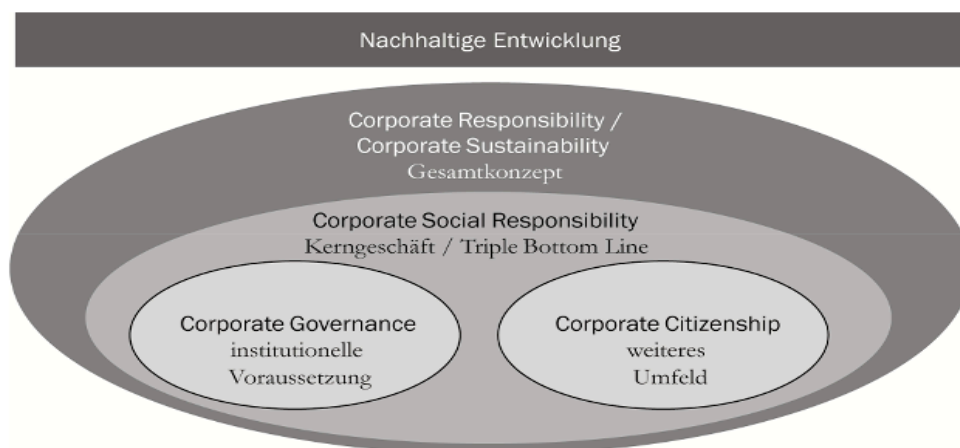 Nachhaltige Entwicklung
Corporate Responsibility /
Corporate Sustainability
Gesamtkonzept
Corporate Social Responsibility
Kerngeschäft / Triple Bottom Line
Corporate Governance
institutionelle
Voraussetzung
Corporate Citizenship
weiteres
Umfeld